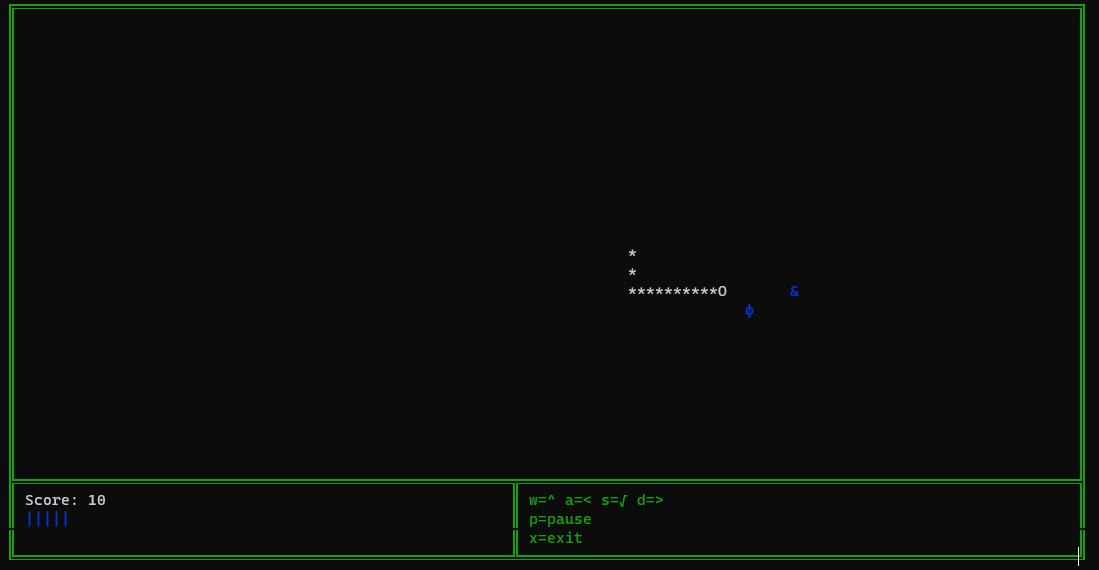 *
*
**********O &
ϕ
Score: 10
|||||
w=^ a=< s=√ d=>
p=pause
x=exit